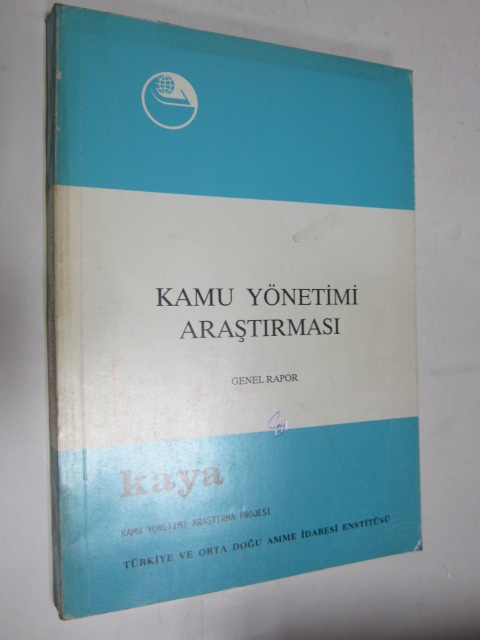 KAMU YÖNETİMİ
ARAŞTIRMASI
GENEL RAPOR
kaya
KAMU YÖNETİMİ ARAŞTIRMA PROJESİ
TÜRKİYE VE ORTA DOĞU AMME İDARESİ ENSTİTÜSÜ